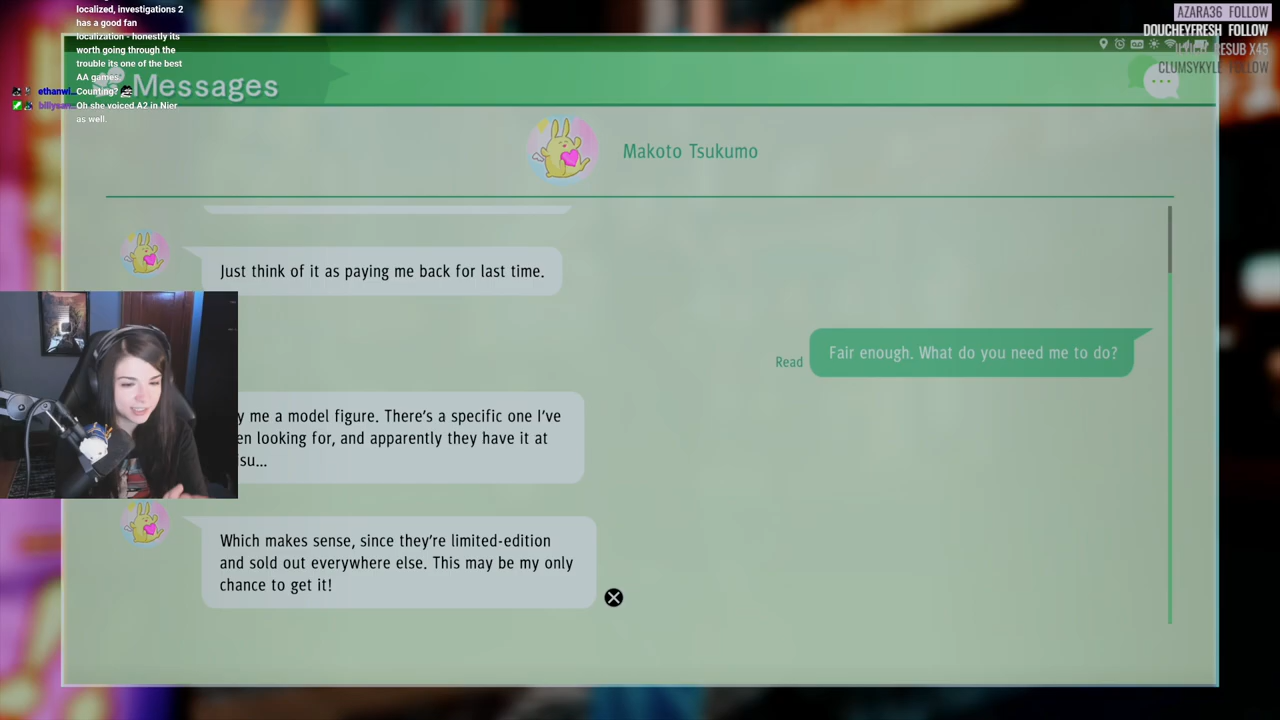 localized, investigations 2
has a good fan
localization - honestly its
worth going through the
trouble its one of the best
AA games
ethanwi... Counting?
Oh she voiced A2 in Nier
as well.
AZARA36 FOLLOW
DOUCHEYFRESH FOLLOW
RESUB X45
CLUMSYKYLE FOLLOW
Messages
Makoto Tsukumo
Just think of it as paying me back for last time.
Read
Fair enough. What do you need me to do?
me a model figure. There's a specific one I've
looking for, and apparently they have it at
su...
Which makes sense, since they're limited-edition
and sold out everywhere else. This may be my only
chance to get it!